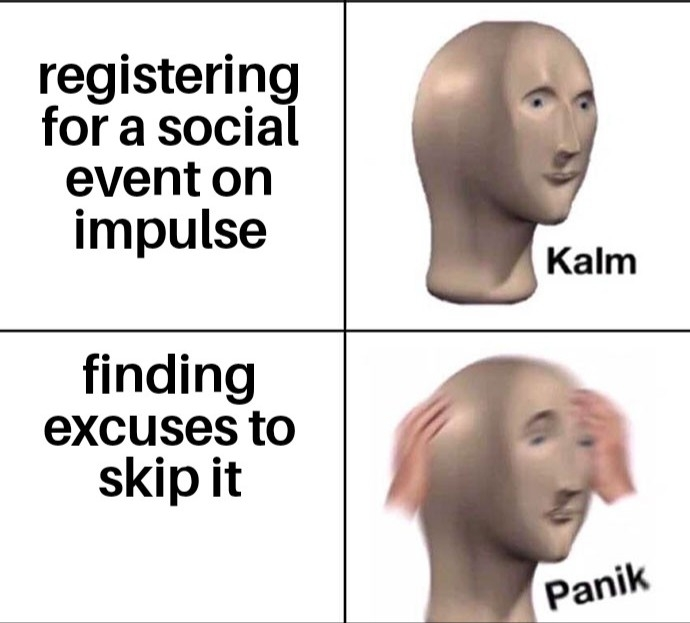 registering
for a social
event on
impulse
Kalm
finding
excuses to
skip it
Panik